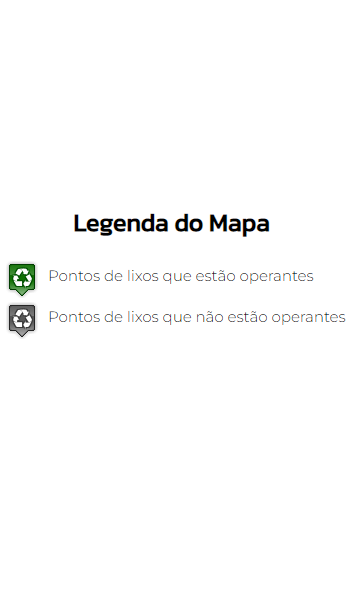 Legenda do Mapa
Pontos de lixos que estão operantes
Pontos de lixos que não estão operantes